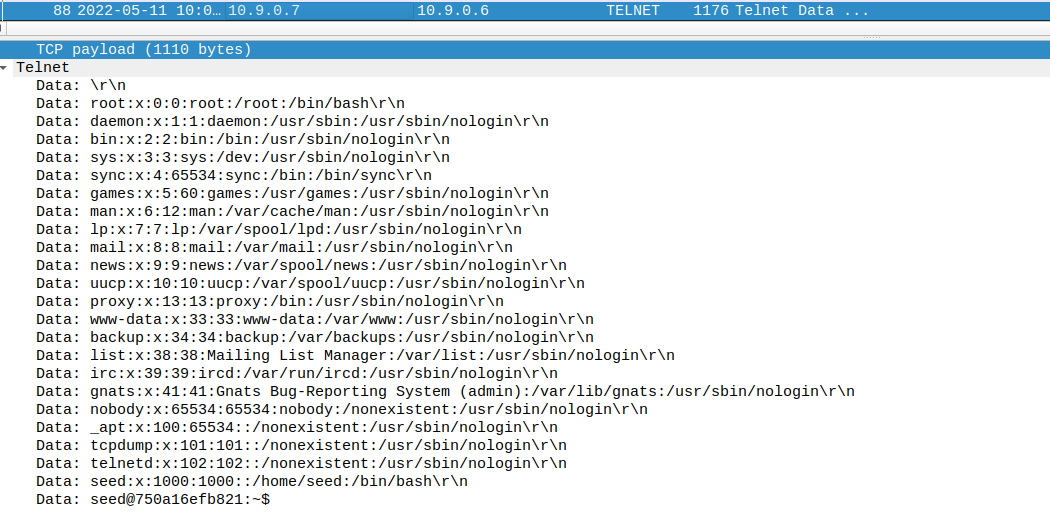 88 2022-05-11 10:0… 10.9.0.7 10.9.0.6 TELNET 1176 Telnet Data ...
TCP payload (1110 bytes)
Telnet
Data: \r\n
Data: root:x:0:0:root:/root:/bin/bash\r\n
Data: daemon:x:1:1:daemon:/usr/sbin:/usr/sbin/nologin\r\n
Data: bin:x:2:2:bin:/bin:/usr/sbin/nologin\r\n
Data: sys:x:3:3:sys:/dev:/usr/sbin/nologin\r\n
Data: sync:x:4:65534:sync:/bin:/bin/sync\r\n
Data: games:x:5:60:games:/usr/games:/usr/sbin/nologin\r\n
Data: man:x:6:12:man:/var/cache/man:/usr/sbin/nologin\r\n
Data: lp:x:7:7:lp:/var/spool/lpd:/usr/sbin/nologin\r\n
Data: mail:x:8:8:mail:/var/mail:/usr/sbin/nologin\r\n
Data: news:x:9:9:news:/var/spool/news:/usr/sbin/nologin\r\n
Data: uucp:x:10:10:uucp:/var/spool/uucp:/usr/sbin/nologin\r\n
Data: proxy:x:13:13:proxy:/bin:/usr/sbin/nologin\r\n
Data: www-data:x:33:33:www-data:/var/www:/usr/sbin/nologin\r\n
Data: backup:x:34:34:backup:/var/backups:/usr/sbin/nologin\r\n
Data: list:x:38:38:Mailing List Manager:/var/list:/usr/sbin/nologin\r\n
Data: irc:x:39:39:ircd:/var/run/ircd:/usr/sbin/nologin\r\n
Data: gnats:x:41:41:Gnats Bug-Reporting System (admin):/var/lib/gnats:/usr/sbin/nologin\r\n
Data: nobody:x:65534:65534:nobody:/nonexistent:/usr/sbin/nologin\r\n
Data: _apt:x:100:65534::/nonexistent:/usr/sbin/nologin\r\n
Data: tcpdump:x:101:101::/nonexistent:/usr/sbin/nologin\r\n
Data: telnetd:x:102:102::/nonexistent:/usr/sbin/nologin\r\n
Data: seed:x:1000:1000::/home/seed:/bin/bash\r\n
Data: seed@750a16efb821:~$